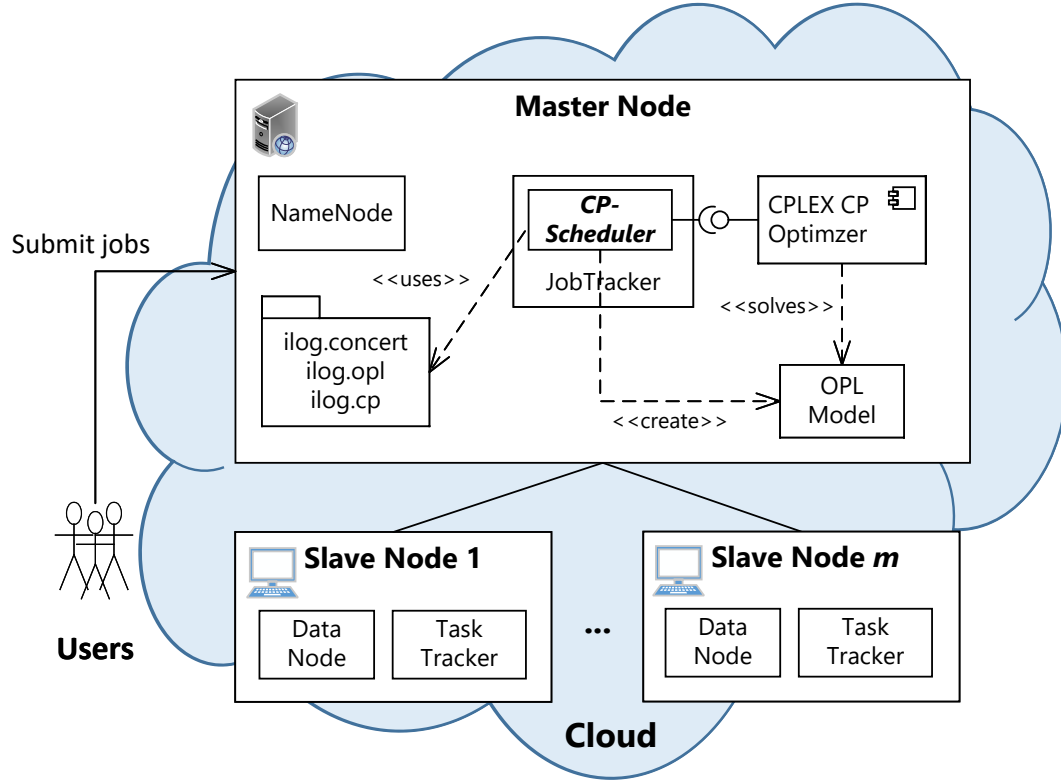 Master Node
NameNode
CP-
Scheduler
JobTracker
CPLEX CP
Optimzer
Submit jobs
<<uses>>
<<solves>>
ilog.concert
ilog.opl
ilog.cp
OPL
Model
<<create>>
Users
Slave Node 1
Data
Node
Task
Tracker
...
Slave Node m
Data
Node
Task
Tracker
Cloud